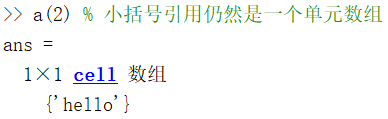 >> a(2) % 小括号引用仍然是一个单元数组
ans =
1×1 cell 数组
{'hello'}